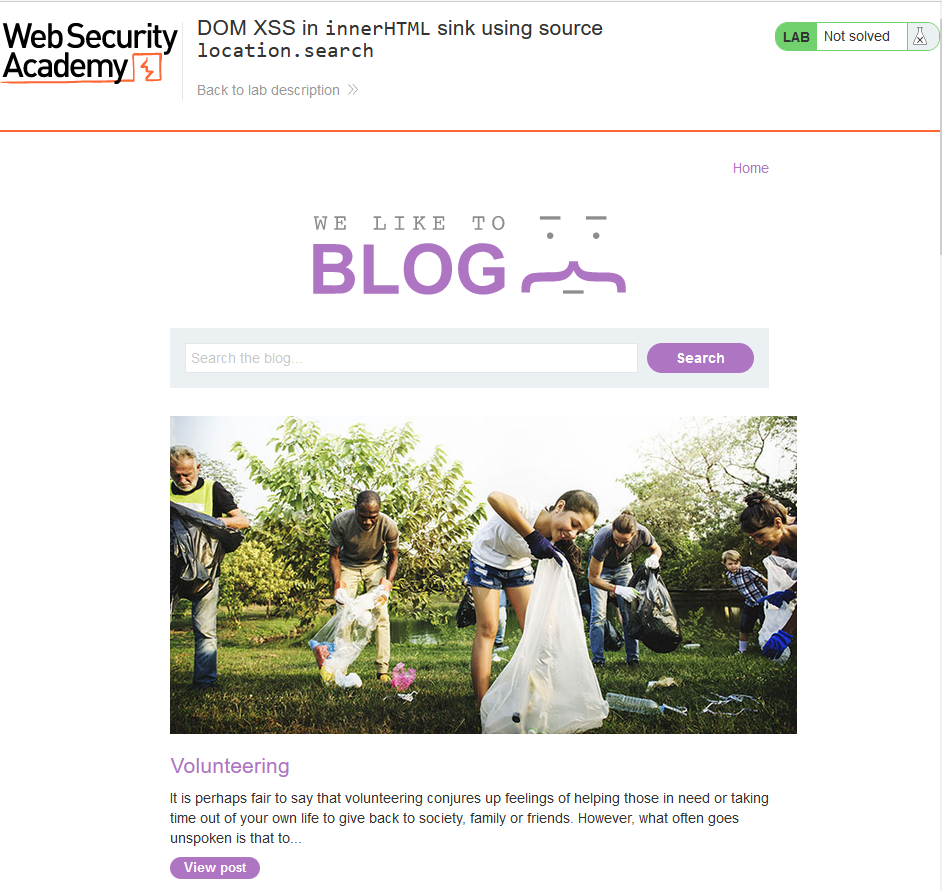 Web Security
Academy
DOM XSS in innerHTML sink using source
location.search
Back to lab description
LAB Not solved
Home
WE LIKE TO
BLOG
Search the blog...
Search
Volunteering
It is perhaps fair to say that volunteering conjures up feelings of helping those in need or taking
time out of your own life to give back to society, family or friends. However, what often goes
unspoken is that to...
View post